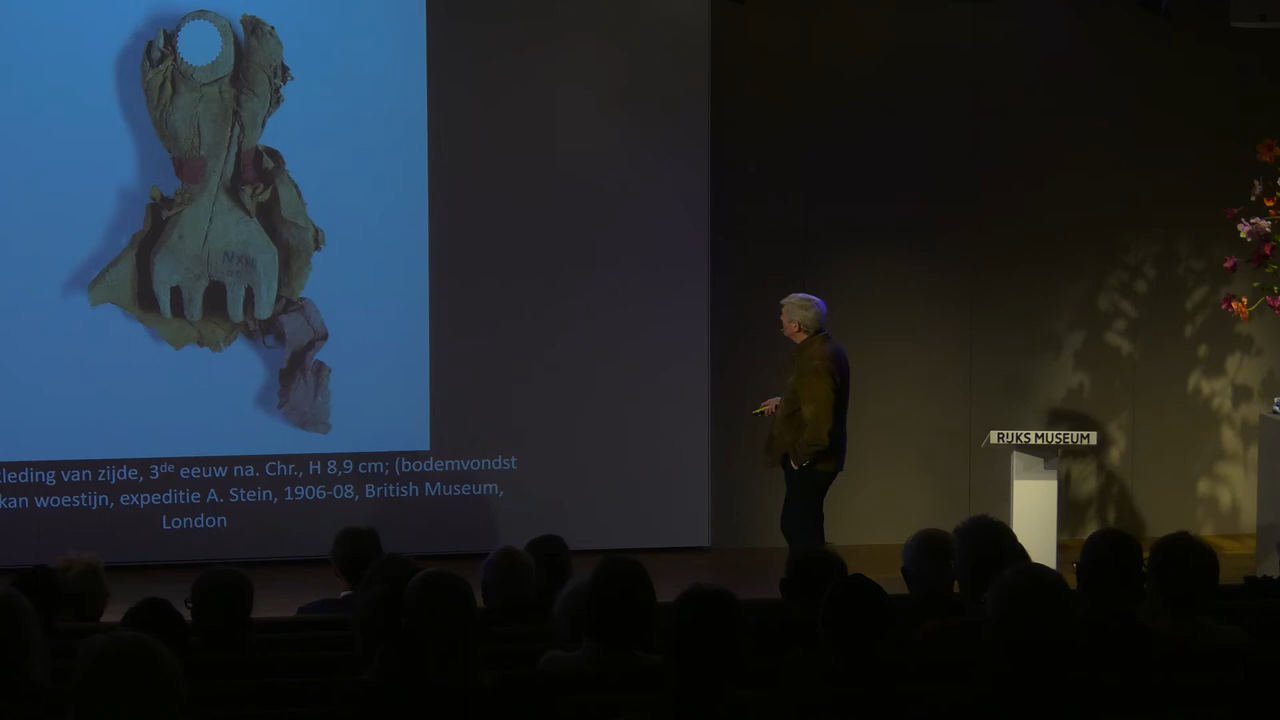 kleding van zijde, 3de eeuw na. Chr., H 8,9 cm; (bodemvondst
kan woestijn, expeditie A. Stein, 1906-08, British Museum,
London
RIJKS MUSEUM